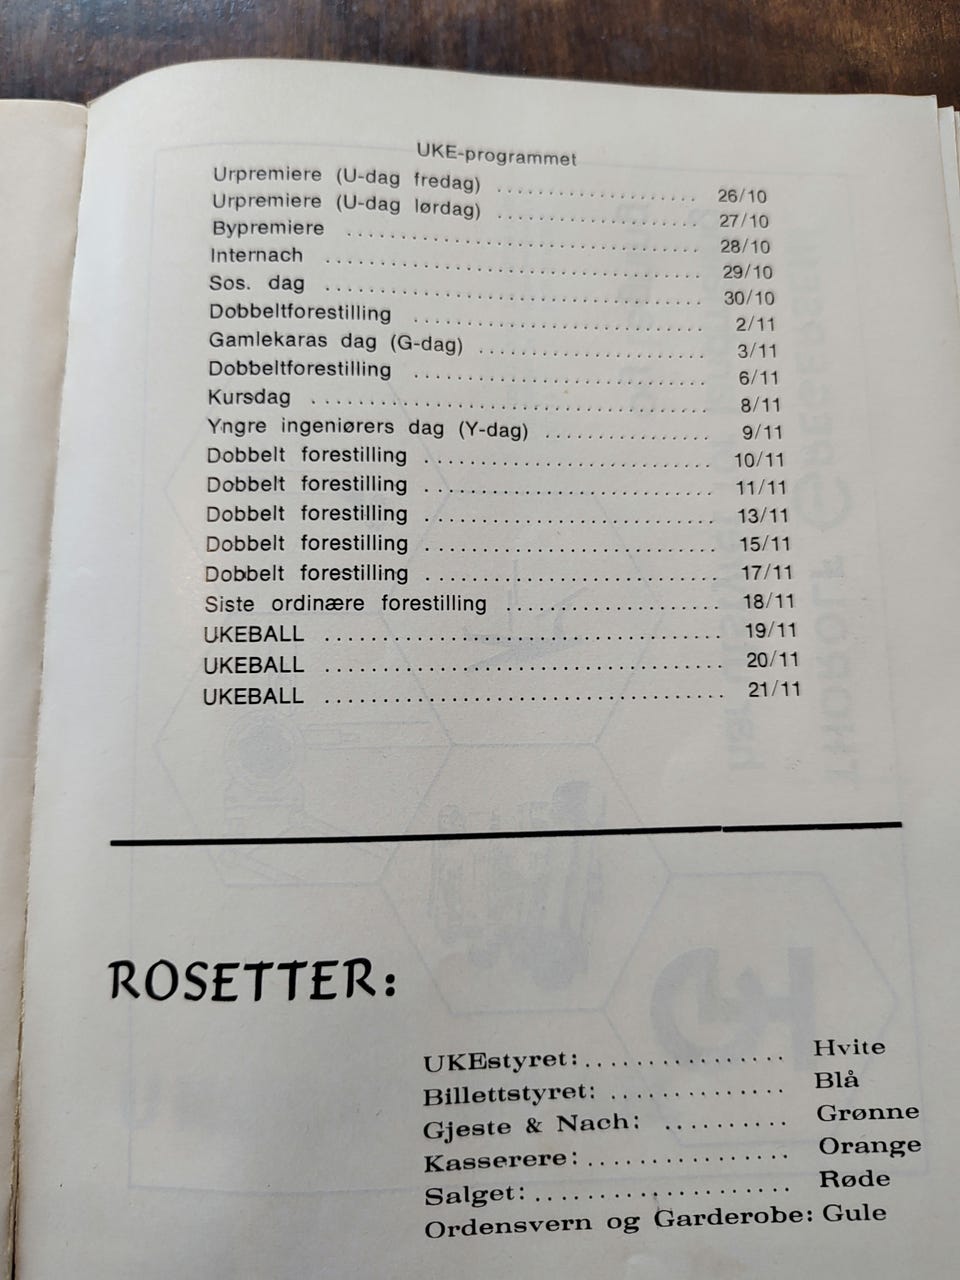 UKE-programmet
Urpremiere (U-dag fredag) ........................ 26/10
Urpremiere (U-dag lørdag) ........................ 27/10
Bypremiere ........................................ 28/10
Internach .......................................... 29/10
Sos. dag ........................................... 30/10
Dobbeltforestilling ................................ 2/11
Gamlekaras dag (G-dag) ......................... 3/11
Dobbeltforestilling ................................ 6/11
Kursdag ............................................ 8/11
Yngre ingeniørers dag (Y-dag) .................. 9/11
Dobbelt forestilling ............................... 10/11
Dobbelt forestilling ............................... 11/11
Dobbelt forestilling ............................... 13/11
Dobbelt forestilling ............................... 15/11
Dobbelt forestilling ............................... 17/11
Siste ordinære forestilling ....................... 18/11
UKEBALL ........................................... 19/11
UKEBALL ........................................... 20/11
UKEBALL ........................................... 21/11
ROSETTER:
UKEstyret: ................ Hvite
Billettstyret: .............. Blå
Gjeste & Nach: .......... Grønne
Kasserere: ................ Orange
Salget: .................... Røde
Ordensvern og Garderobe: Gule